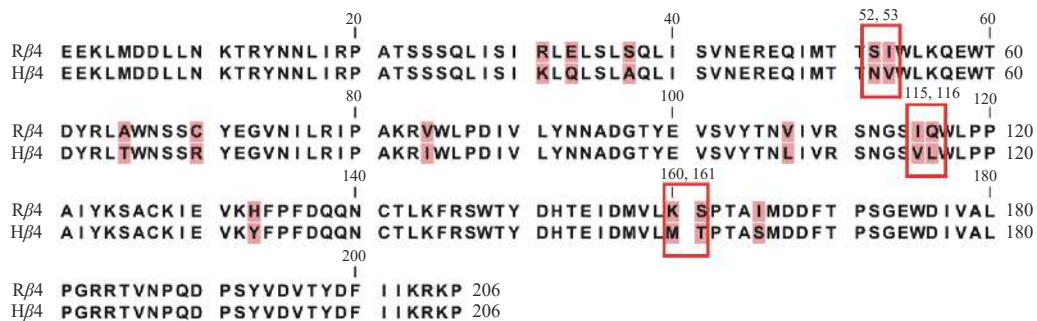 52, 53
20 40 60
Rβ4 EEKLMDDLLN KTRYNNLIRP ATSSSQLISI RLELSLSQLI SVNEREQIMT TSIWLKQEWT 60
Hβ4 EEKLMDDLLN KTRYNNLIRP ATSSSQLISI KLQLSLAQLI SVNEREQIMT TNVWLKQEWT 60
115, 116
80 100 120
Rβ4 DYRLAWNSSC YEGVNILRIP AKRVWLPDIV LYNNADGTYE VSVYTNVIVR SNGSIQWLPP 120
Hβ4 DYRLTWNSSR YEGVNILRIP AKRIWLPDIV LYNNADGTYE VSVYTNLIVR SNGSVLWLPP 120
160, 161
140 180
Rβ4 AIYKSACKIE VKHFPFDQQN CTLKFRSWTY DHTEIDMVLK SPTAIMDDFT PSGEWDIVAL 180
Hβ4 AIYKSACKIE VKYFPFDQQN CTLKFRSWTY DHTEIDMVLM TPTASMDDFT PSGEWDIVAL 180
200
Rβ4 PGRRTVNPQD PSYVDVTYDF IIKRKP 206
Hβ4 PGRRTVNPQD PSYVDVTYDF IIKRKP 206